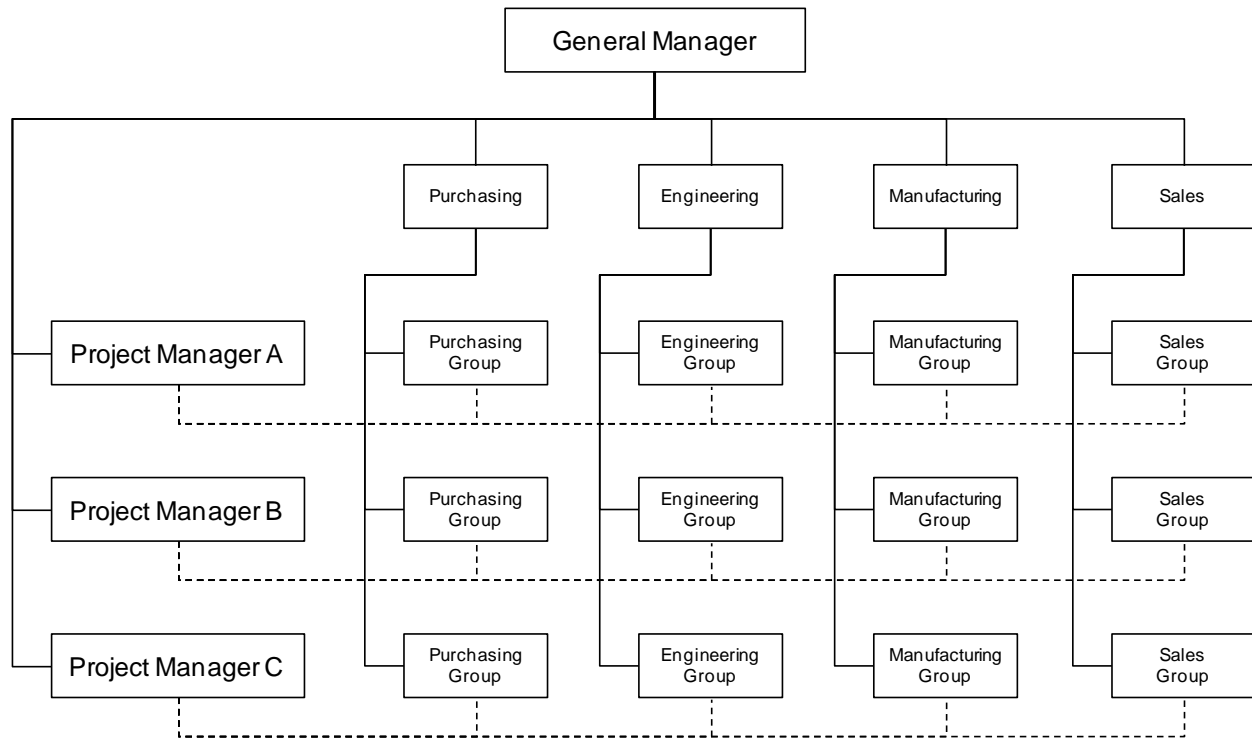 General Manager
Purchasing
Engineering
Manufacturing
Sales
Project Manager A
Purchasing
Group
Engineering
Group
Manufacturing
Group
Sales
Group
Project Manager B
Purchasing
Group
Engineering
Group
Manufacturing
Group
Sales
Group
Project Manager C
Purchasing
Group
Engineering
Group
Manufacturing
Group
Sales
Group